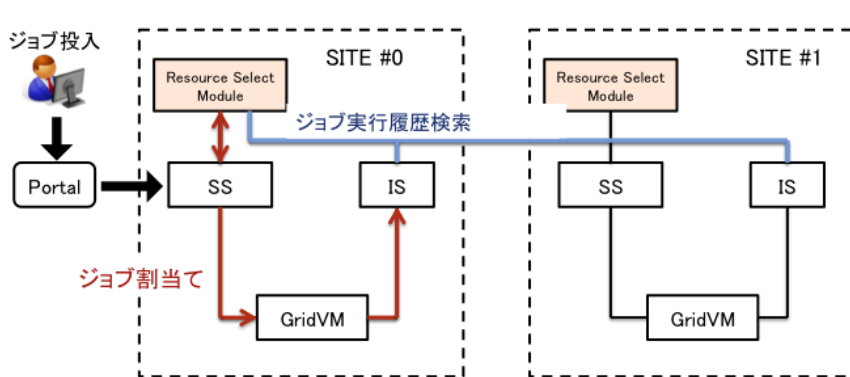 ジョブ投入
SITE #0
SITE #1
Resource Select
Module
Resource Select
Module
ジョブ実行履歴検索
Portal
SS
IS
SS
IS
ジョブ割当て
GridVM
GridVM